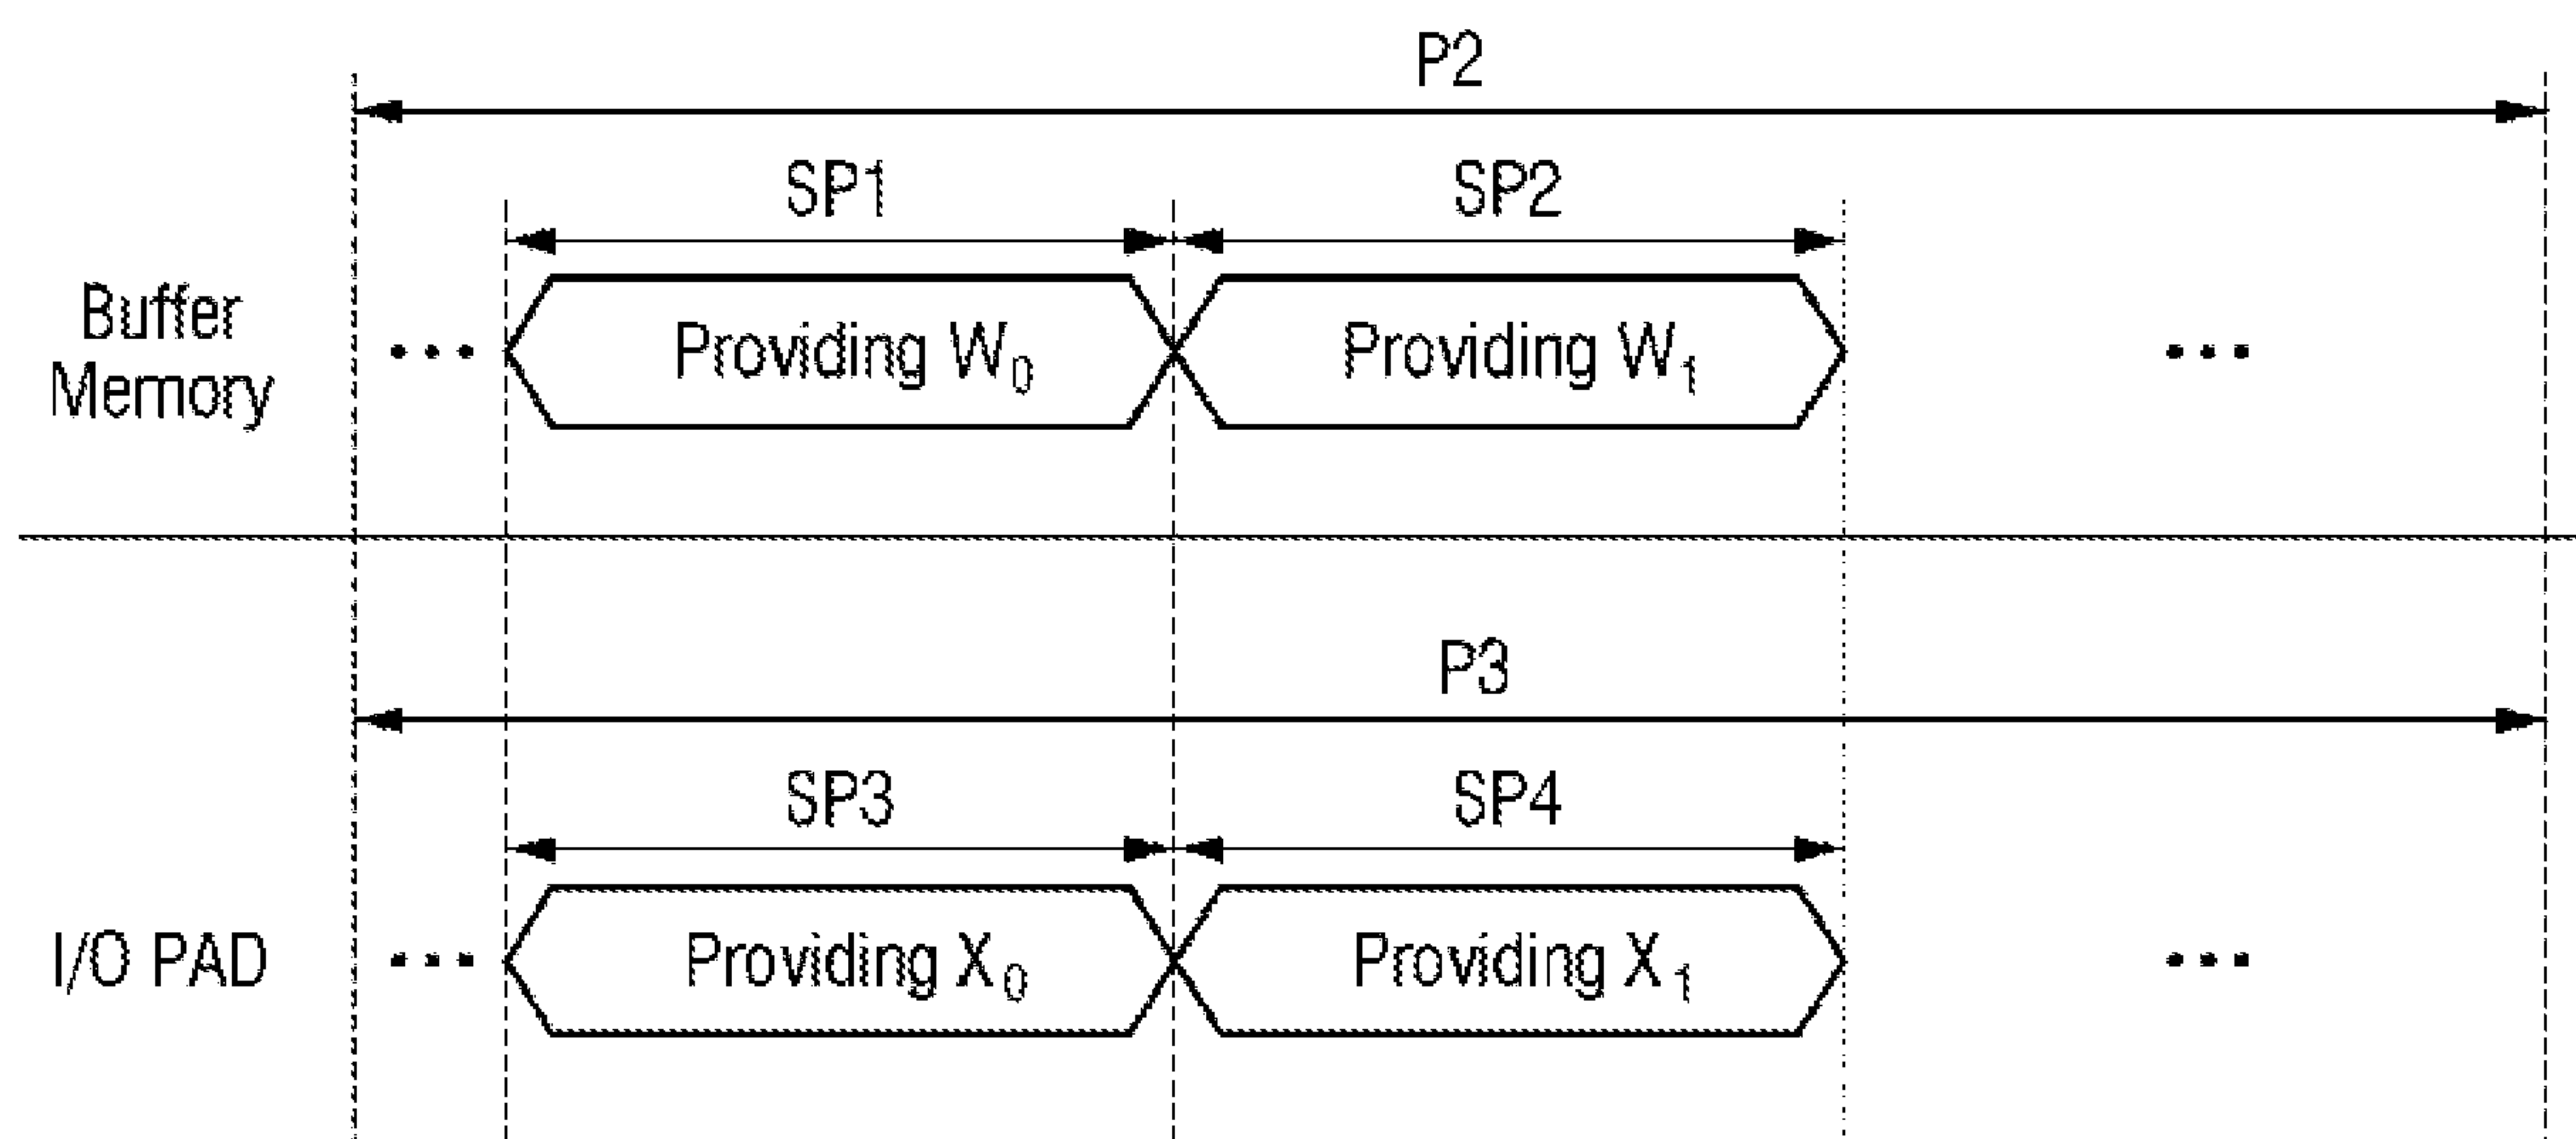 P2
SP1 SP2
Buffer Memory
... Providing W₀ Providing W₁ ...
P3
SP3 SP4
I/O PAD ... Providing X₀ Providing X₁ ...